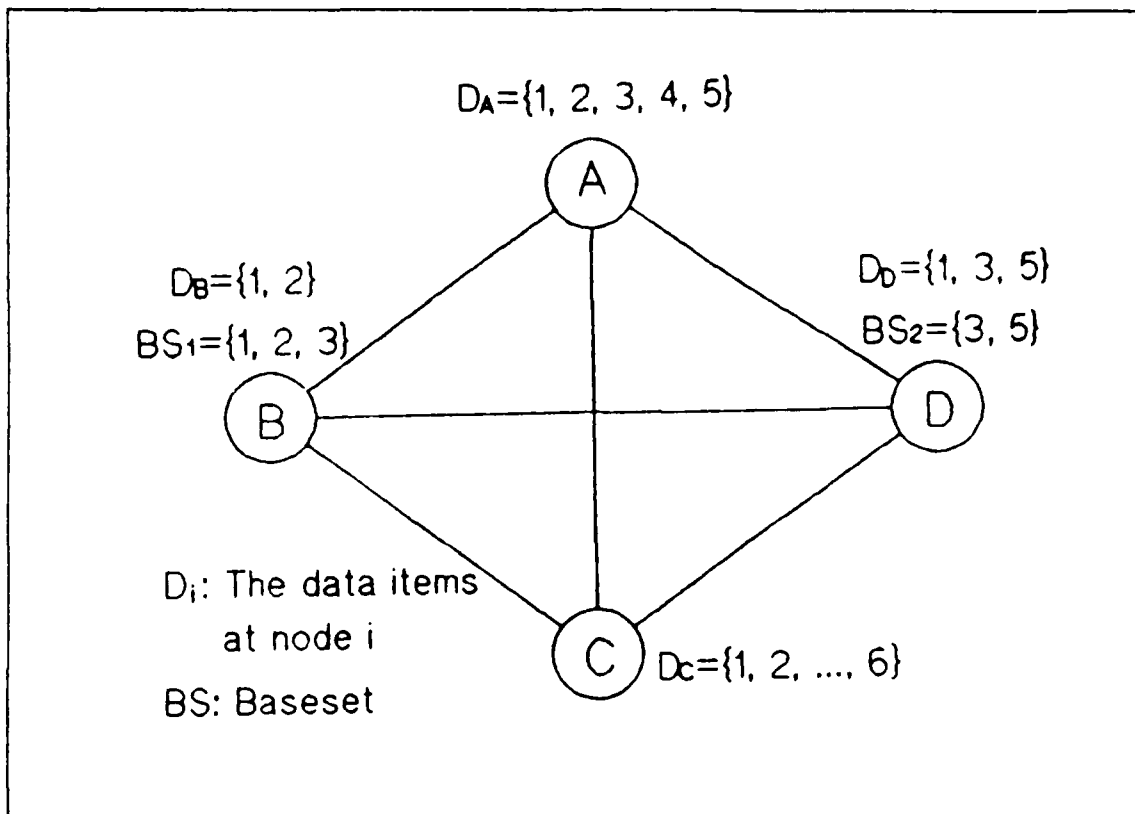 DA={1, 2, 3, 4, 5}
A
DB={1, 2}
BS1={1, 2, 3}
DD={1, 3, 5}
BS2={3, 5}
B
D
C
DC={1, 2, ..., 6}
Di: The data items
at node i
BS: Baseset